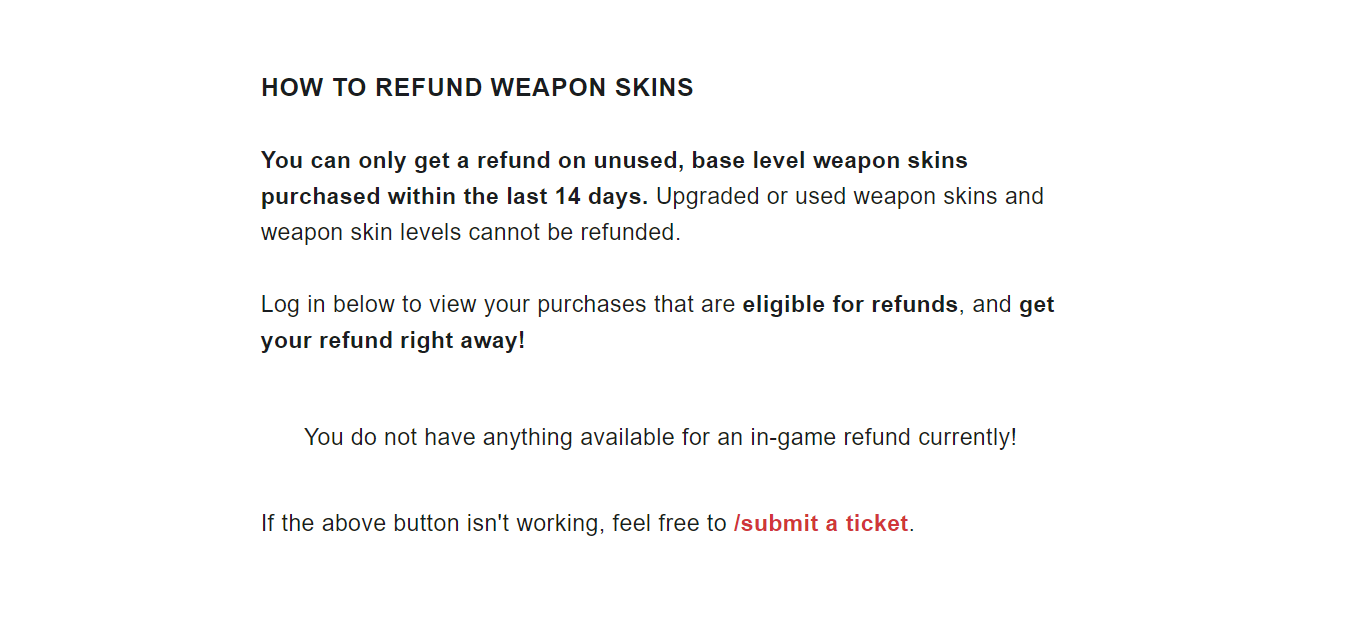 HOW TO REFUND WEAPON SKINS
You can only get a refund on unused, base level weapon skins
purchased within the last 14 days. Upgraded or used weapon skins and
weapon skin levels cannot be refunded.
Log in below to view your purchases that are eligible for refunds, and get
your refund right away!
You do not have anything available for an in-game refund currently!
If the above button isn't working, feel free to /submit a ticket.